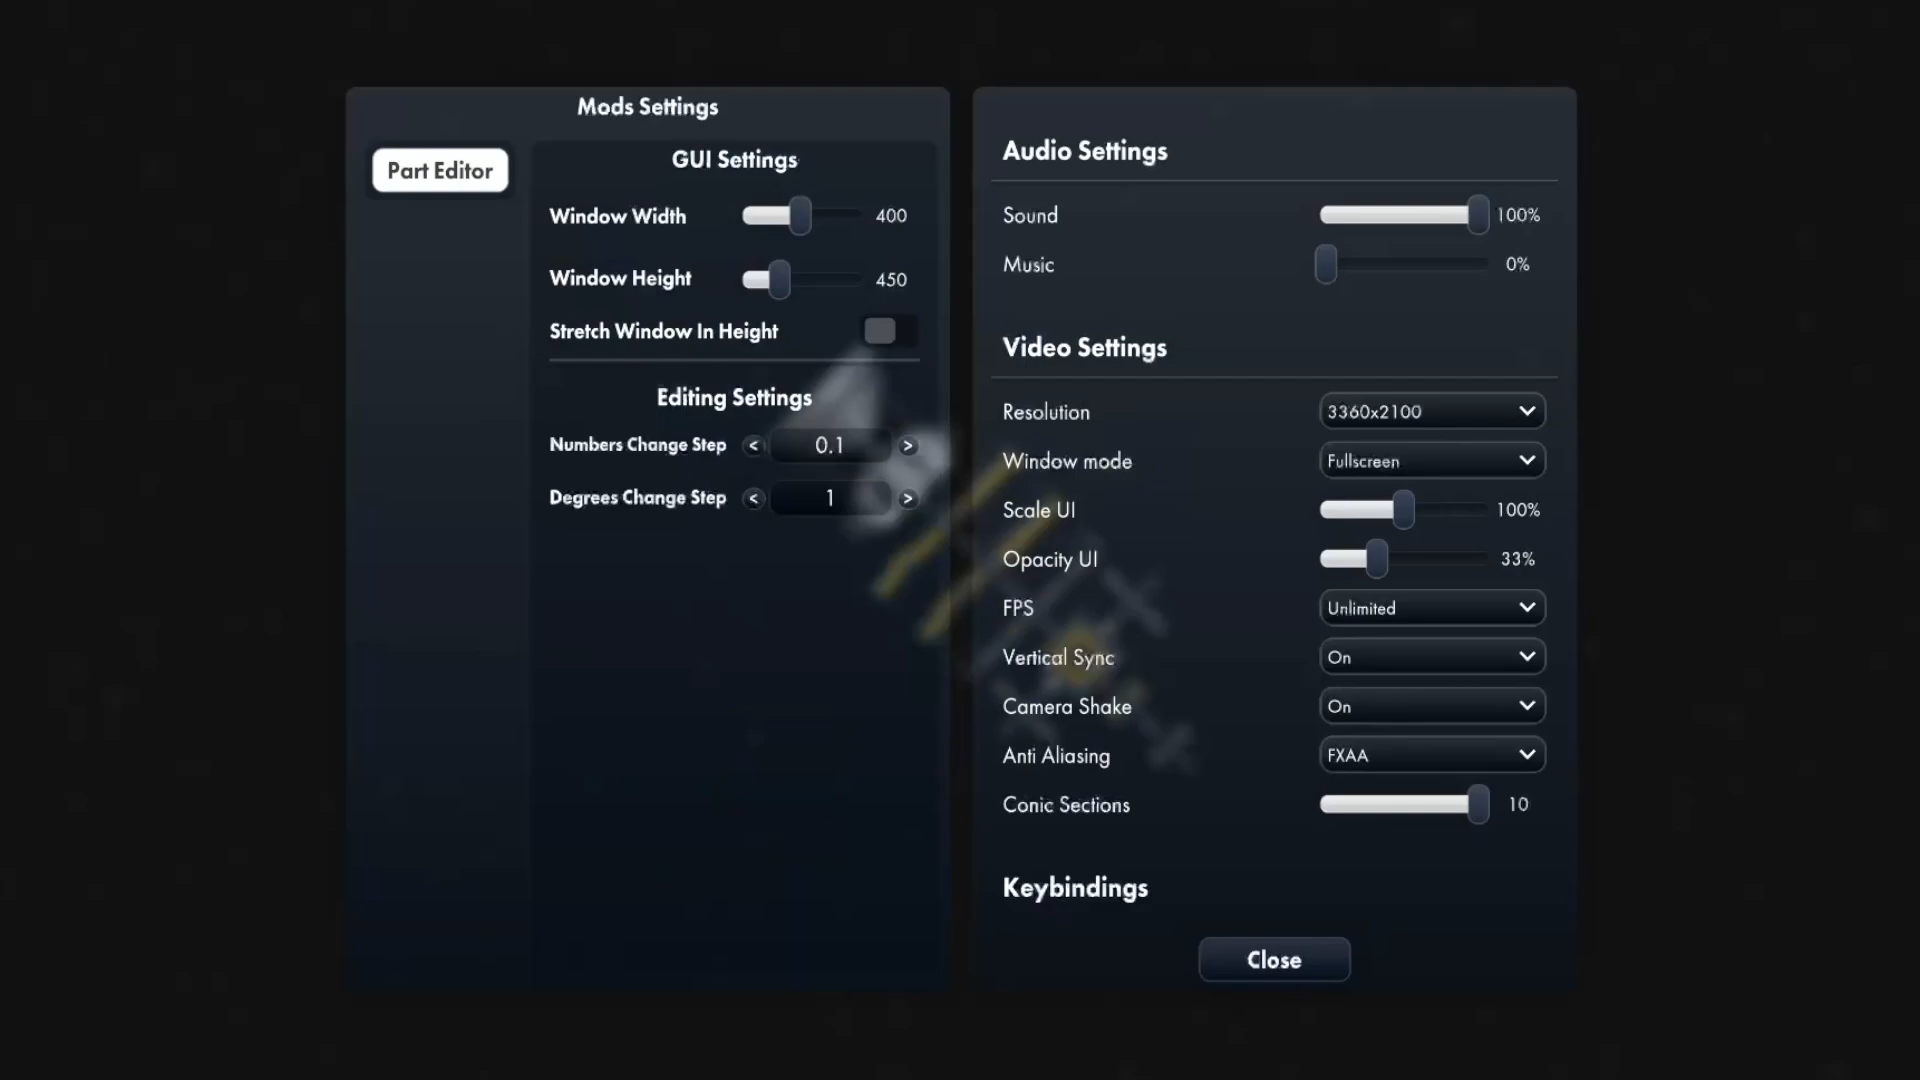 Mods Settings
Part Editor
GUI Settings
Window Width 400
Window Height 450
Stretch Window In Height
Editing Settings
Numbers Change Step < 0.1 >
Degrees Change Step < 1 >
Audio Settings
Sound 100%
Music 0%
Video Settings
Resolution 3360x2100
Window mode Fullscreen
Scale UI 100%
Opacity UI 33%
FPS Unlimited
Vertical Sync On
Camera Shake On
Anti Aliasing FXAA
Conic Sections 10
Keybindings
Close